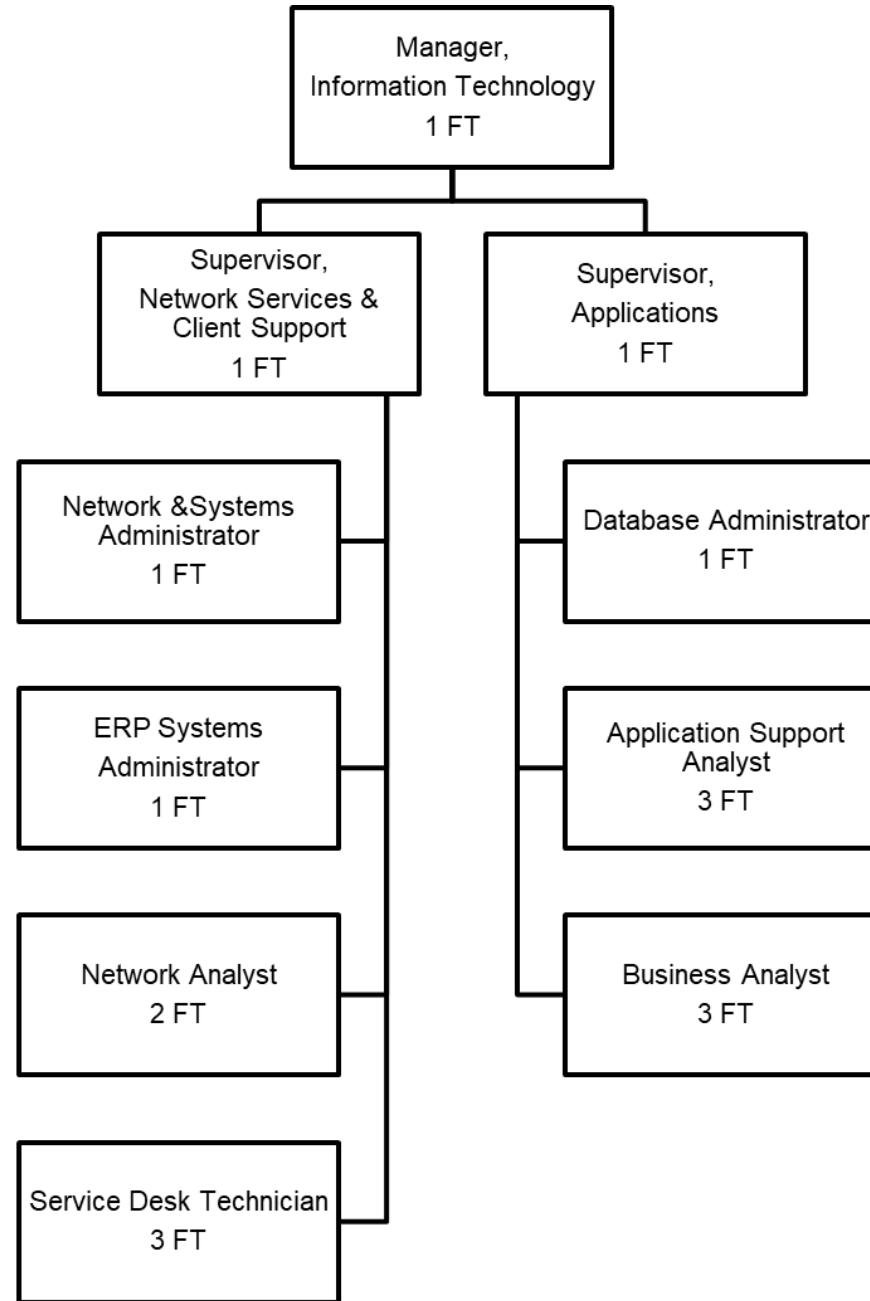 Manager,
Information Technology
1 FT
Supervisor,
Network Services &
Client Support
1 FT
Supervisor,
Applications
1 FT
Network &Systems
Administrator
1 FT
ERP Systems
Administrator
1 FT
Network Analyst
2 FT
Service Desk Technician
3 FT
Database Administrator
1 FT
Application Support
Analyst
3 FT
Business Analyst
3 FT